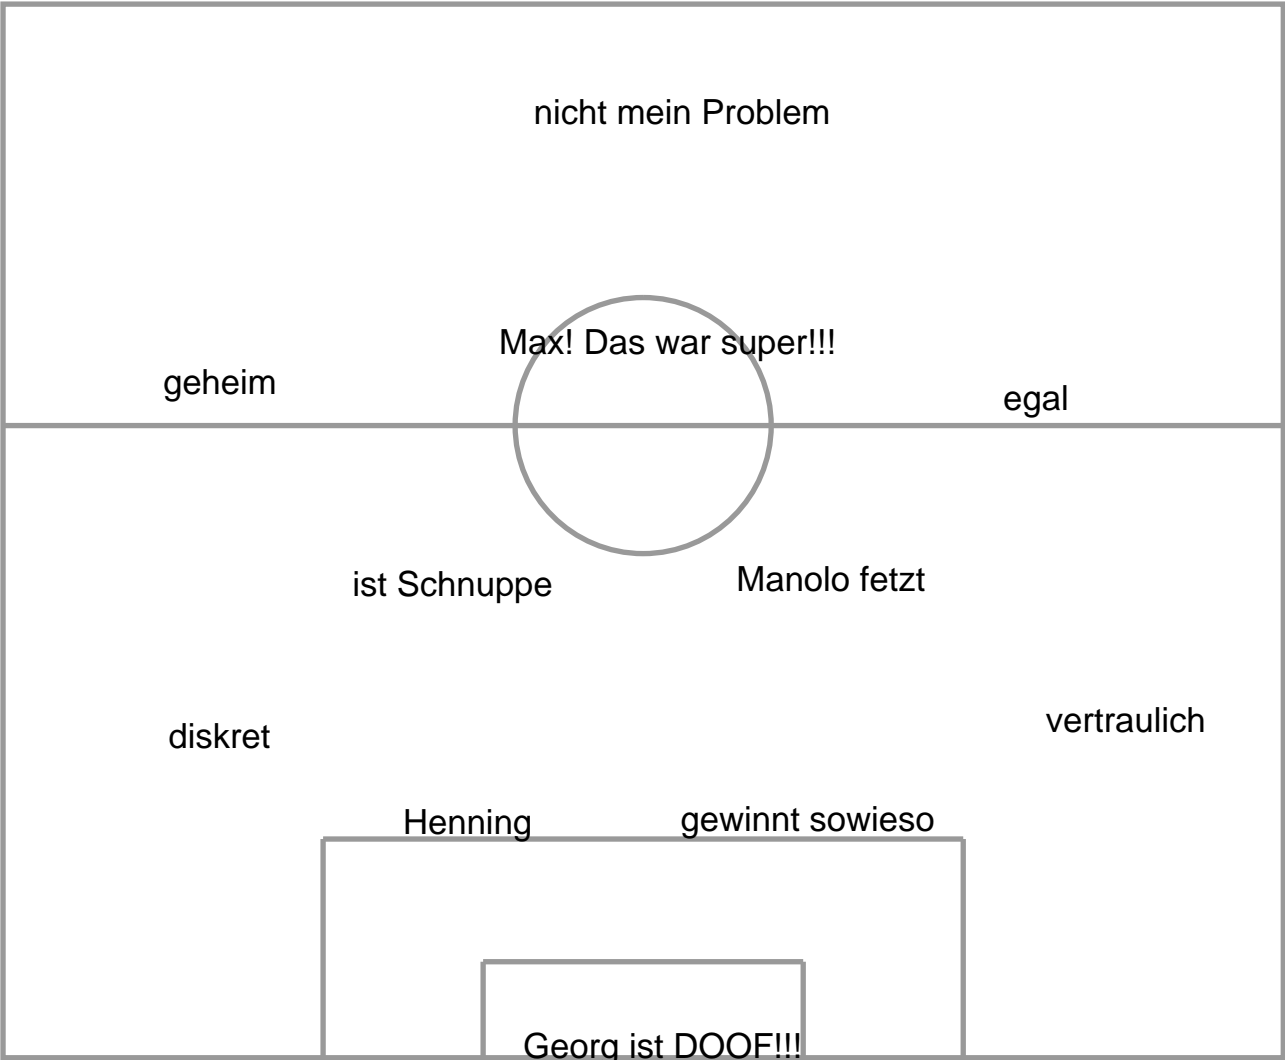 nicht mein Problem
Max! Das war super!!!
geheim
egal
ist Schnuppe
Manolo fetzt
diskret
vertraulich
Henning
gewinnt sowieso
Georg ist DOOF!!!